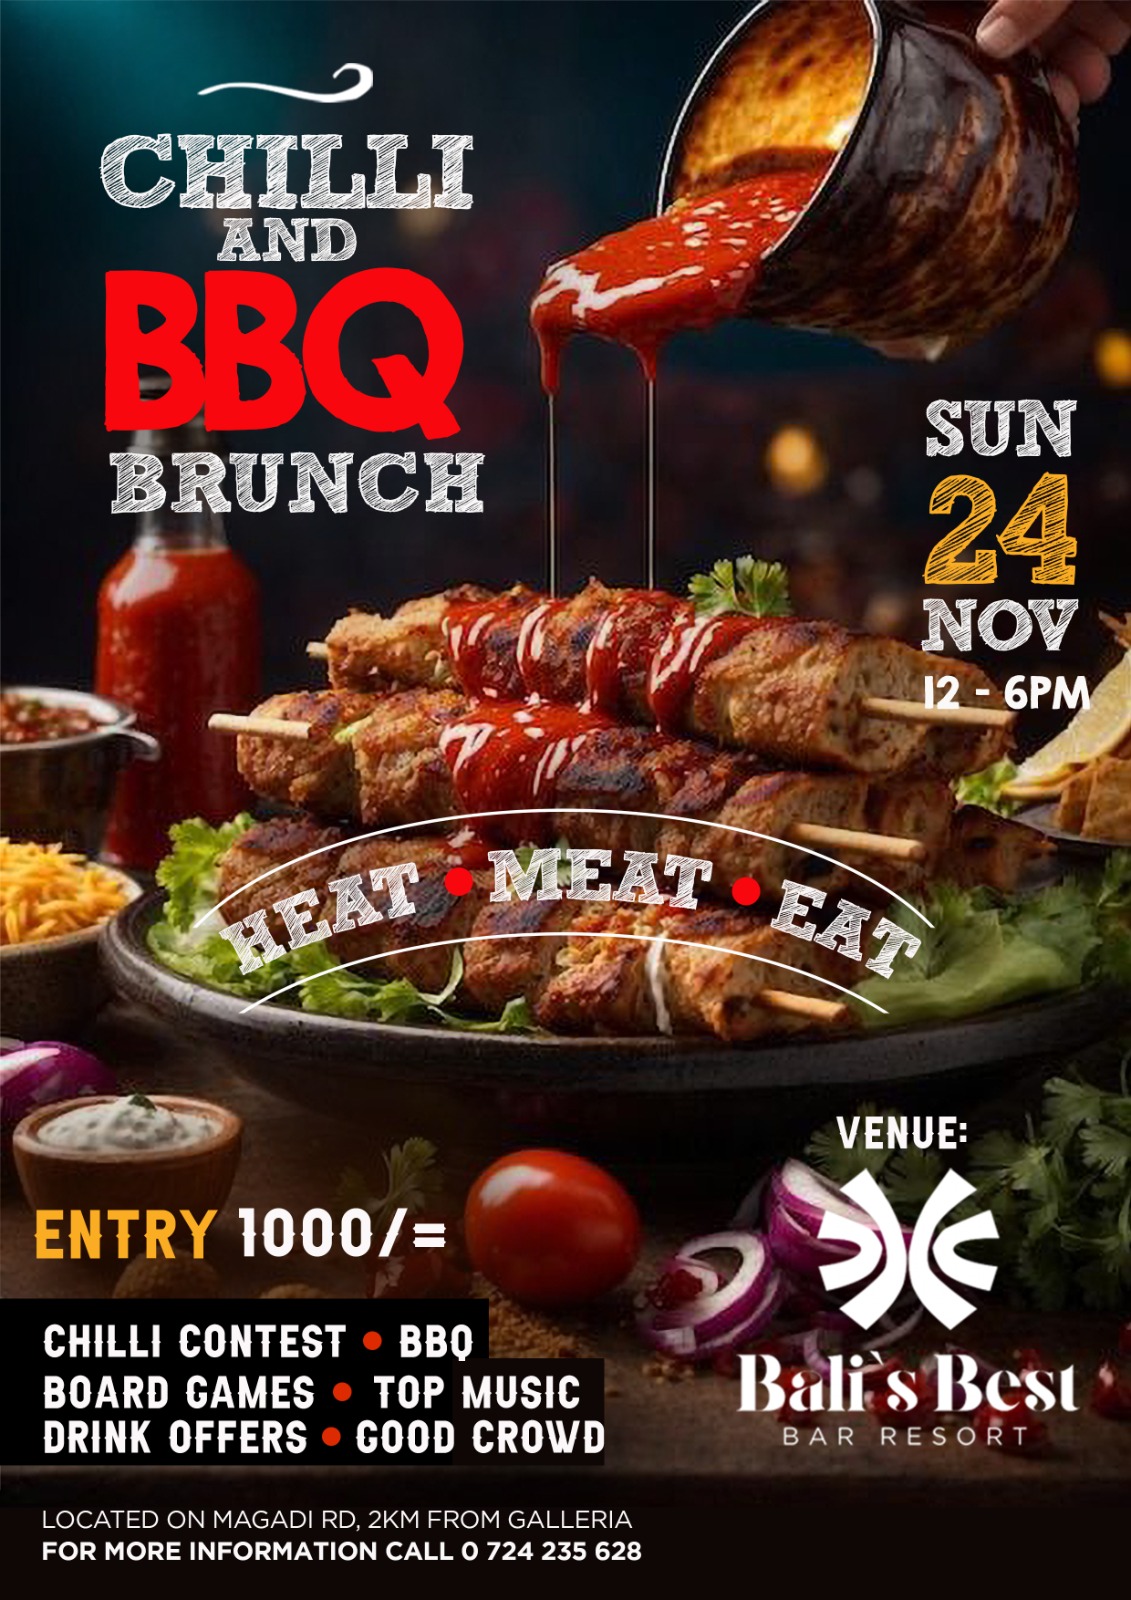 CHILLI
AND
BBQ
BRUNCH
SUN
24
NOV
12 - 6PM
HEAT • MEAT • EAT
VENUE:
Bali`s Best
BAR RESORT
ENTRY 1000/=
CHILLI CONTEST • BBQ
BOARD GAMES • TOP MUSIC
DRINK OFFERS • GOOD CROWD
LOCATED ON MAGADI RD, 2KM FROM GALLERIA
FOR MORE INFORMATION CALL 0 724 235 628